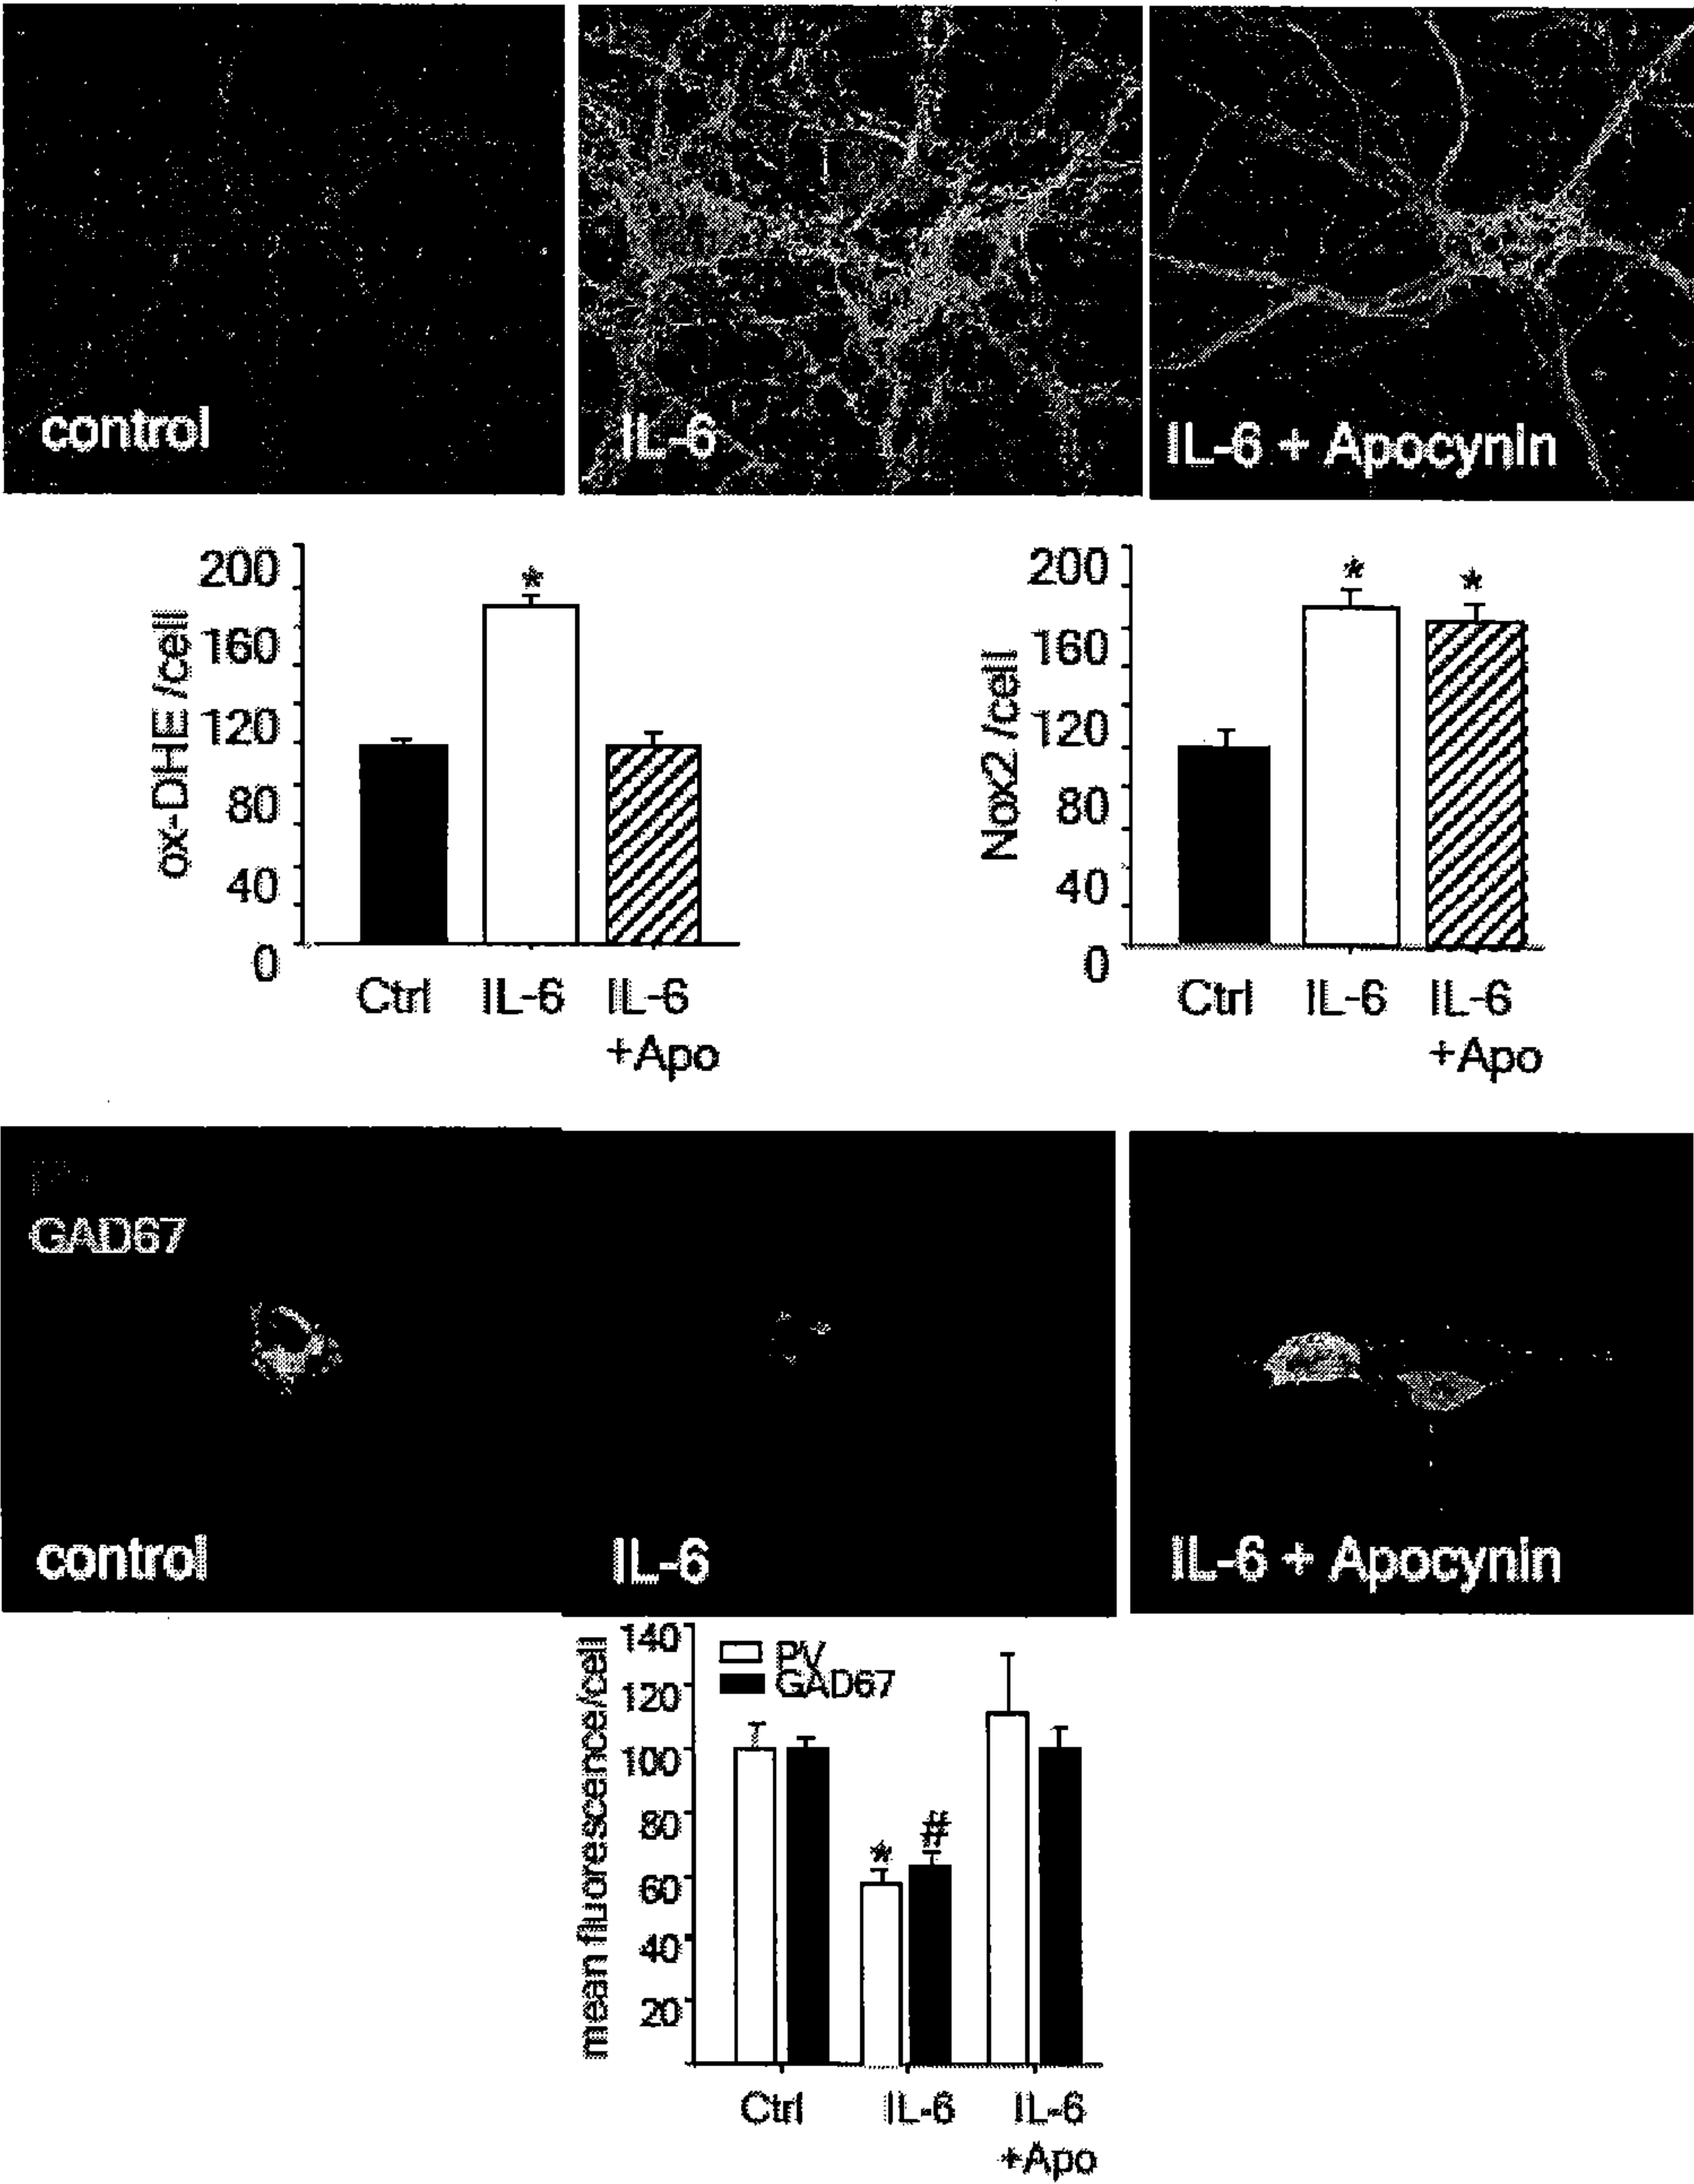 control
IL-6
IL-6 + Apocynin
ox-DHE /cell
200
160
120
80
40
0
*
Ctrl
IL-6
IL-6
+Apo
Nox2 /cell
200
160
120
80
40
0
*
*
Ctrl
IL-6
IL-6
+Apo
GAD67
control
IL-6
IL-6 + Apocynin
mean fluorescence/cell
140
120
100
80
60
40
20
PV
GAD67
*
#
Ctrl
IL-6
IL-6
+Apo